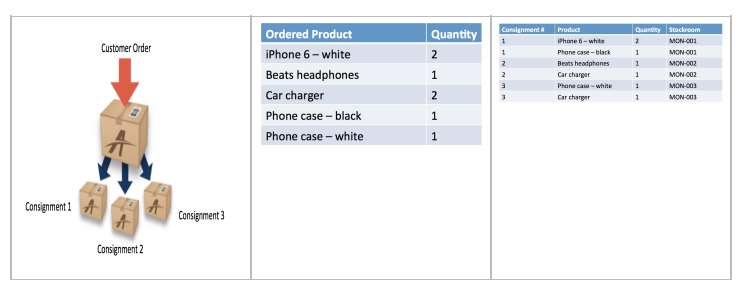 Customer Order
Consignment 1
Consignment 2
Consignment 3
Ordered Product Quantity
iPhone 6 – white 2
Beats headphones 1
Car charger 2
Phone case – black 1
Phone case – white 1
Consignment # Product Quantity Stockroom
1 iPhone 6 – white 2 MON-001
1 Phone case – black 1 MON-001
2 Beats headphones 1 MON-002
2 Car charger 1 MON-002
3 Phone case – white 1 MON-003
3 Car charger 1 MON-003